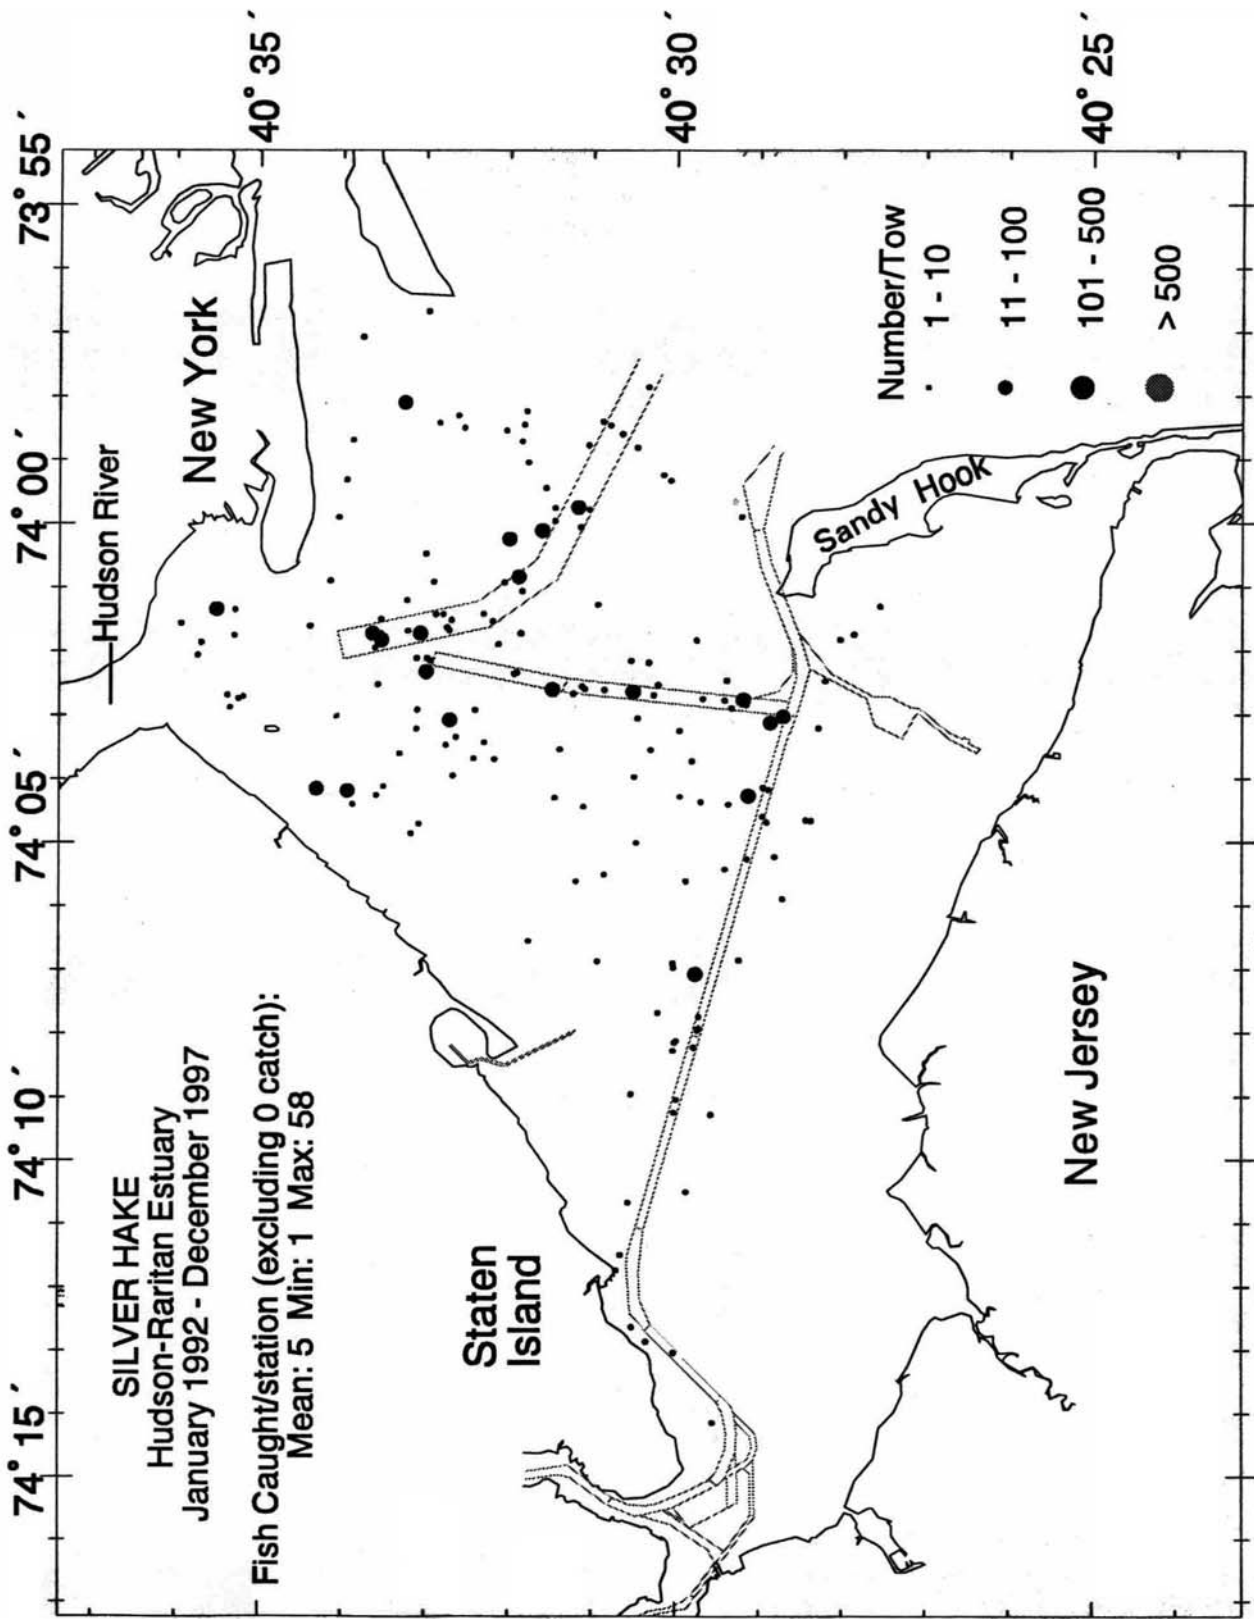 SILVER HAKE
Hudson-Raritan Estuary
January 1992 - December 1997
Fish Caught/station (excluding 0 catch):
Mean: 5 Min: 1 Max: 58
74° 15´
74° 10´
74° 05´
74° 00´
73° 55´
40° 35´
40° 30´
40° 25´
Hudson River
New York
Staten
Island
Sandy Hook
New Jersey
Number/Tow
1 - 10
11 - 100
101 - 500
> 500